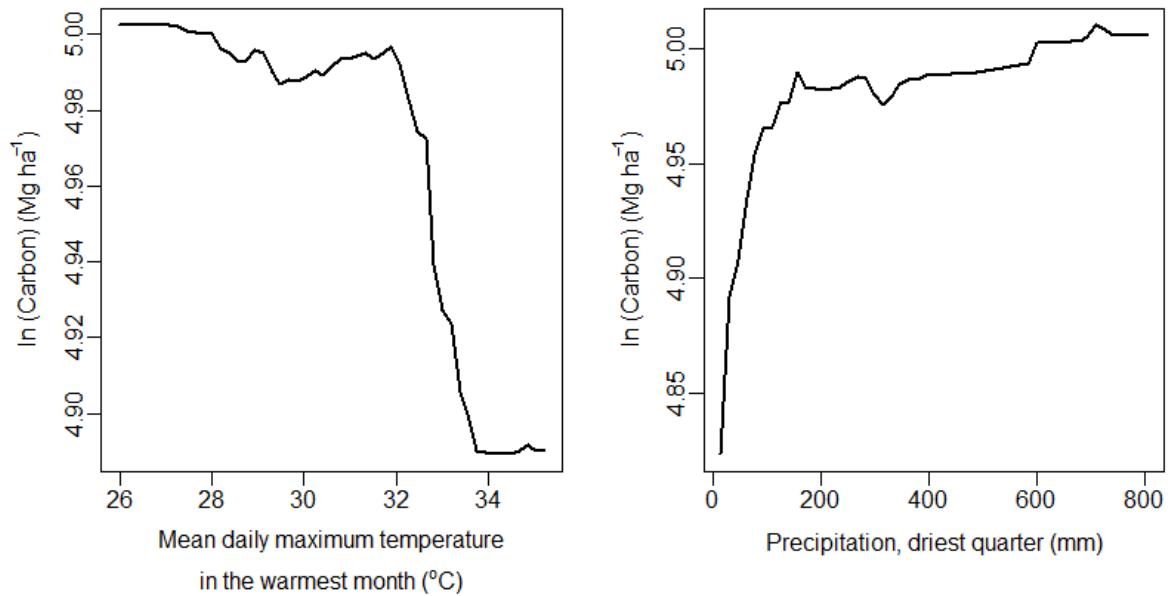 ln (Carbon) (Mg ha⁻¹)
5.00
4.98
4.96
4.94
4.92
4.90
26 28 30 32 34
Mean daily maximum temperature
in the warmest month (°C)
ln (Carbon) (Mg ha⁻¹)
5.00
4.95
4.90
4.85
0 200 400 600 800
Precipitation, driest quarter (mm)